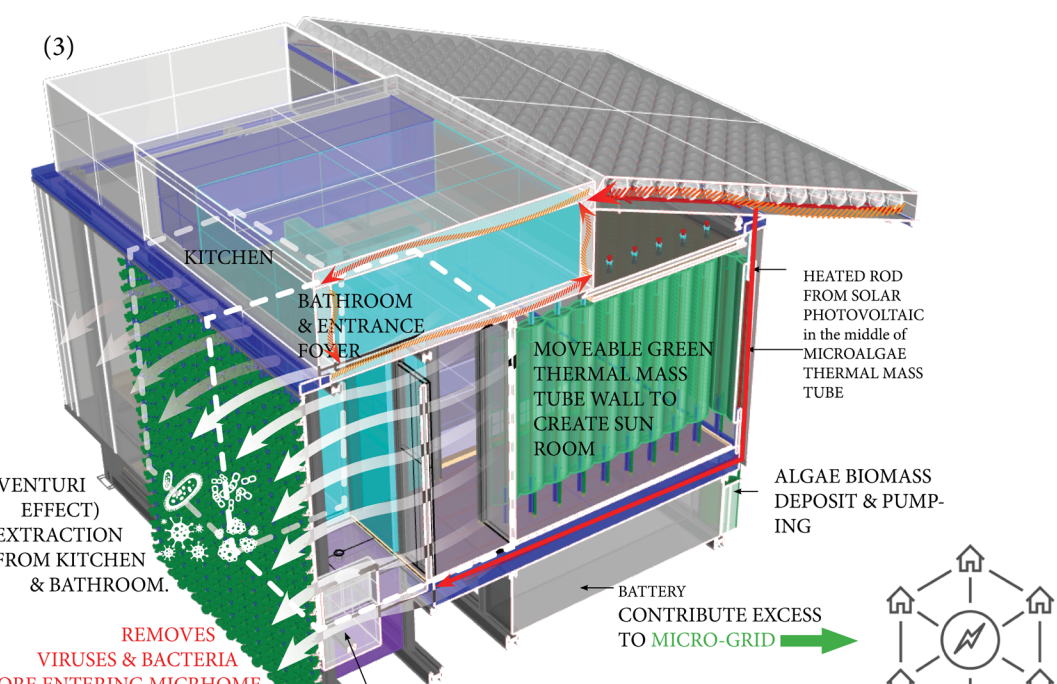 (3)
KITCHEN
BATHROOM
& ENTRANCE
FOYER
MOVEABLE GREEN
THERMAL MASS
TUBE WALL TO
CREATE SUN
ROOM
HEATED ROD
FROM SOLAR
PHOTOVOLTAIC
in the middle of
MICROALGAE
THERMAL MASS
TUBE
ALGAE BIOMASS
DEPOSIT & PUMP-
ING
VENTURI
EFFECT)
EXTRACTION
FROM KITCHEN
& BATHROOM.
BATTERY
CONTRIBUTE EXCESS
TO MICRO-GRID
REMOVES
VIRUSES & BACTERIA
ENTERING